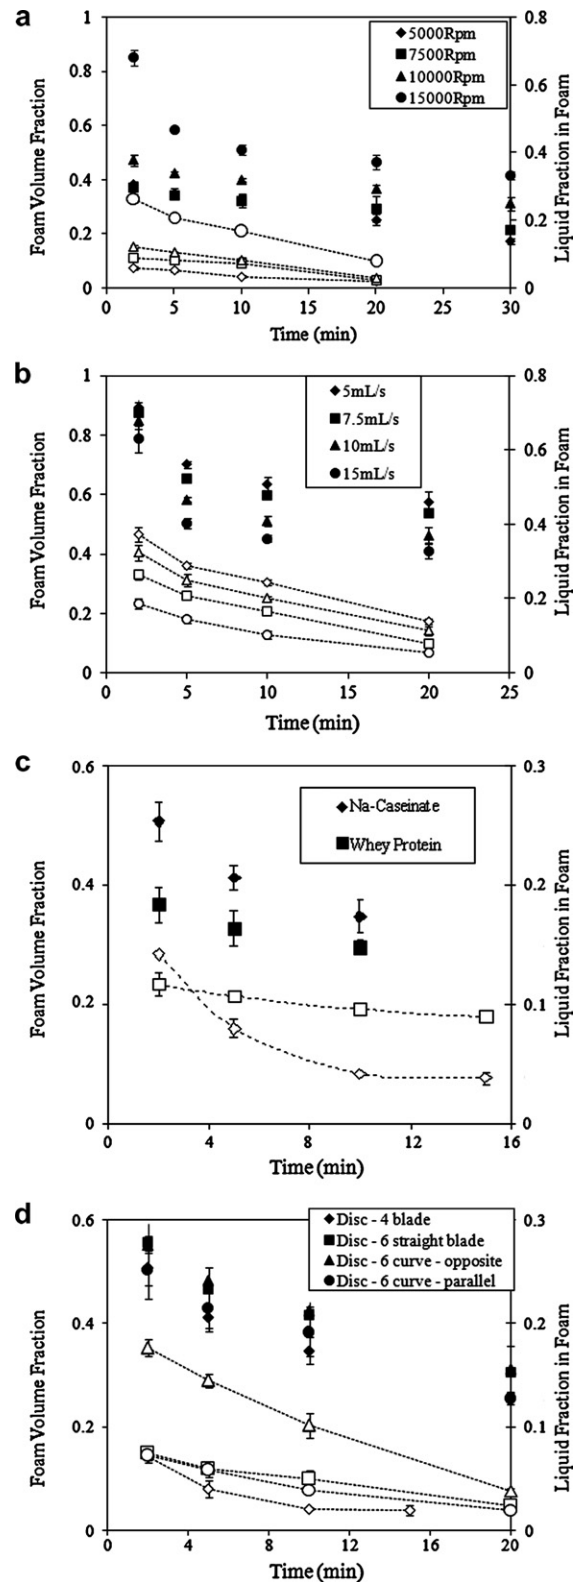 a
1
0.8
0.6
0.4
0.2
0
0.8
0.6
0.4
0.2
0
0
5
10
15
20
25
30
Foam Volume Fraction
Liquid Fraction in Foam
Time (min)
5000Rpm
7500Rpm
10000Rpm
15000Rpm
b
1
0.8
0.6
0.4
0.2
0
0.8
0.6
0.4
0.2
0
0
5
10
15
20
25
Foam Volume Fraction
Liquid Fraction in Foam
Time (min)
5mL/s
7.5mL/s
10mL/s
15mL/s
c
0.6
0.4
0.2
0
0.3
0.2
0.1
0
0
4
8
12
16
Foam Volume Fraction
Liquid Fraction in Foam
Time (min)
Na-Caseinate
Whey Protein
d
0.6
0.4
0.2
0
0.3
0.2
0.1
0
0
5
10
15
20
Foam Volume Fraction
Liquid Fraction in Foam
Time (min)
Disc - 4 blade
Disc - 6 straight blade
Disc - 6 curve - opposite
Disc - 6 curve - parallel